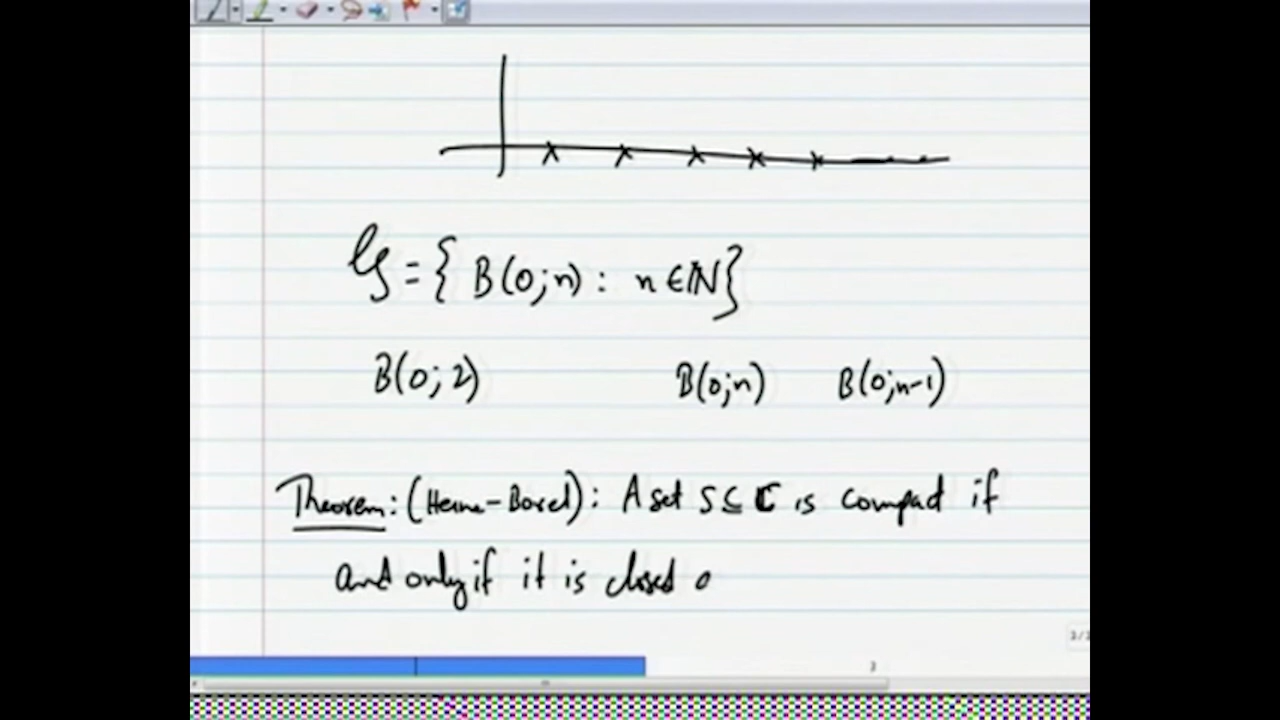 𝒢 = { B(0;n) : n ∈ ℕ }
B(0; 2) B(0;n) B(0;n-1)
Theorem: (Heine-Borel): A set S ⊆ ℂ is compact if
and only if it is closed a
2